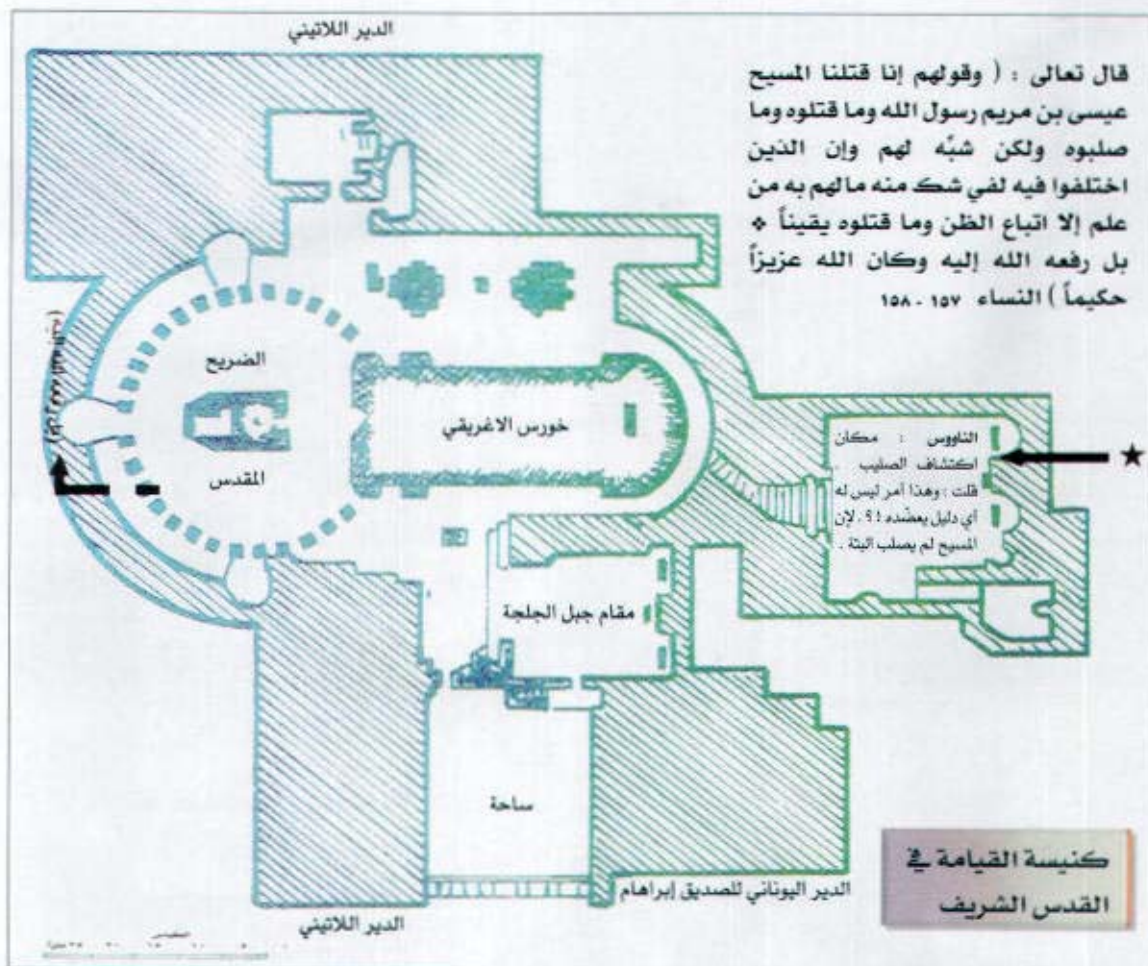 الدير اللاتيني
قال تعالى : ( وقولهم إنا قتلنا المسيح
عيسى بن مريم رسول الله وما قتلوه وما
صلبوه ولكن شبّه لهم وإن الذين
اختلفوا فيه لفي شك منه مالهم به من
علم إلا اتباع الظن وما قتلوه يقيناً ❖
بل رفعه الله إليه وكان الله عزيزاً
حكيماً ) النساء ١٥٧ - ١٥٨
الضريح
المقدس
خورس الاغريقي
الناووس : مكان
اكتشاف الصليب .
قلت : وهذا أمر ليس له
أي دليل يعضّده !؟. لإن
المسيح لم يصلب البتة .
★
مقام جبل الجلجة
ساحة
الدير اليوناني للصديق إبراهام
الدير اللاتيني
كنيسة القيامة في
القدس الشريف